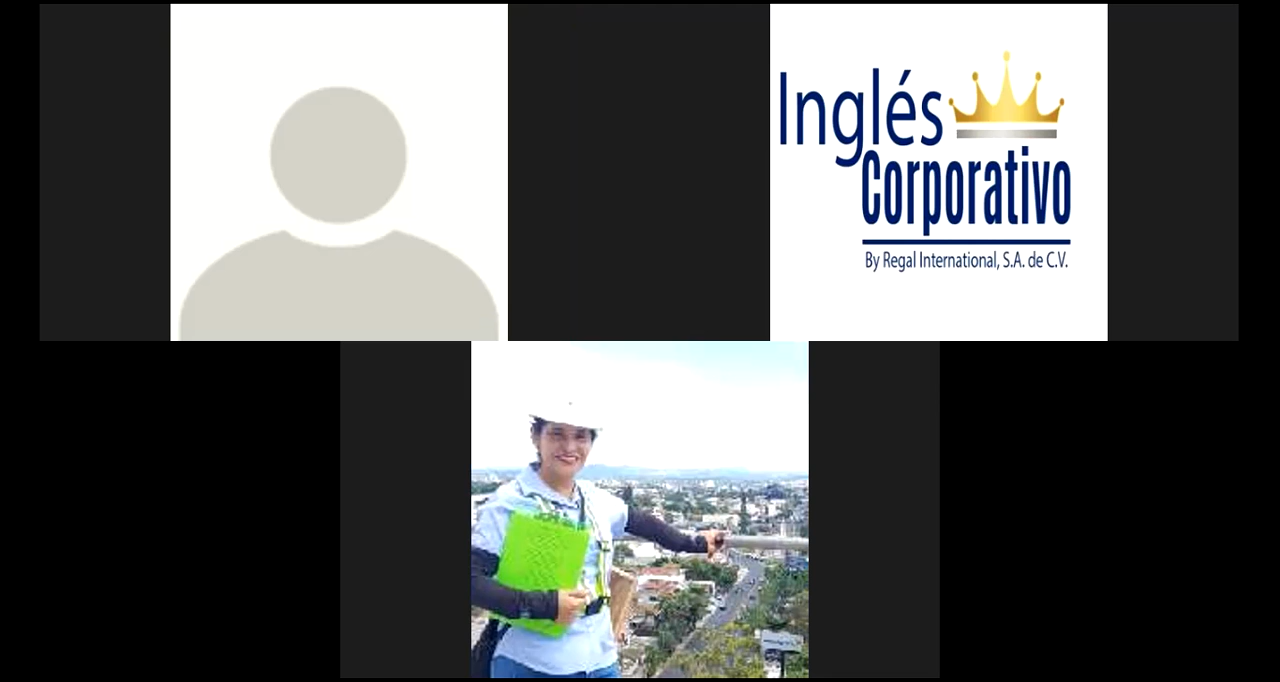 Inglés
Corporativo
By Regal International, S.A. de C.V.